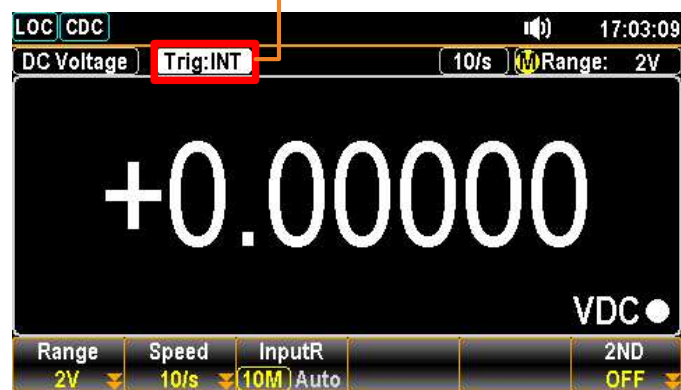 LOC CDC 17:03:09
DC Voltage Trig:INT 10/s M Range: 2V
+0.00000
VDC
Range Speed InputR 2ND
2V 10/s 10M Auto OFF